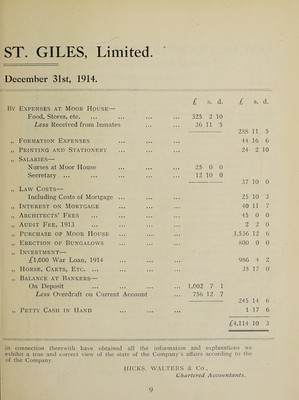 ST. GILES, Limited.
December 31st, 1914.
£ s. d. £ s. d.
By Expenses at Moor House—
Food, Stores, etc. ... ... ... 325 2 10
Less Received from Inmates ... ... 36 11 5
288 11 5
„ Formation Expenses ... ... ... ... 44 16 6
„ Printing and Stationery ... ... ... ... 24 2 10
„ Salaries—
Nurses at Moor House ... ... 25 0 0
Secretary ... ... ... ... ... 12 10 0
37 10 0
„ Law Costs—
Including Costs of Mortgage ... ... ... 25 10 3
„ Interest on Mortgage ... ... ... ... 40 11 7
„ Architects' Fees ... ... ... ... 45 0 0
„ Audit Fee, 1913 ... ... ... ... 2 2 0
„ Purchase of Moor House ... ... ... ... 1,536 12 6
„ Erection of Bungalows ... ... ... ... 800 0 0
„ Investment—
£1,000 War Loan, 1914 ... ... ... 986 4 2
„ Horse, Carts, Etc. ... ... ... ... 35 17 0
„ Balance at Bankers—
On Deposit ... ... ... ... 1,002 7 1
Less Overdraft on Current Account ... 756 12 7
245 14 6
„ Petty Cash in Hand ... ... ... 1 17 6
£4,114 10 3
in connection therewith have obtained all the information and explanations we
exhibit a true and correct view of the state of the Company's affairs according to the
of the Company.
HICKS, WALTERS & Co.,
Chartered Accountants.
9